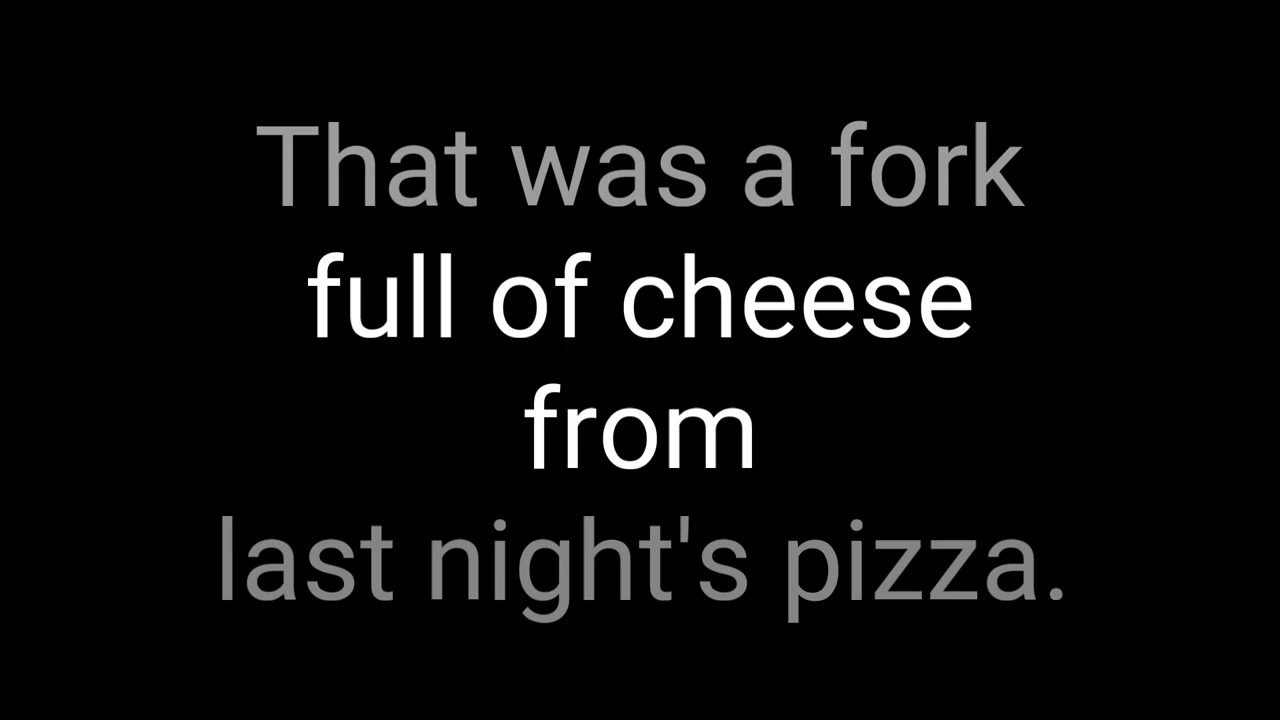 That was a fork
full of cheese
from
last night's pizza.